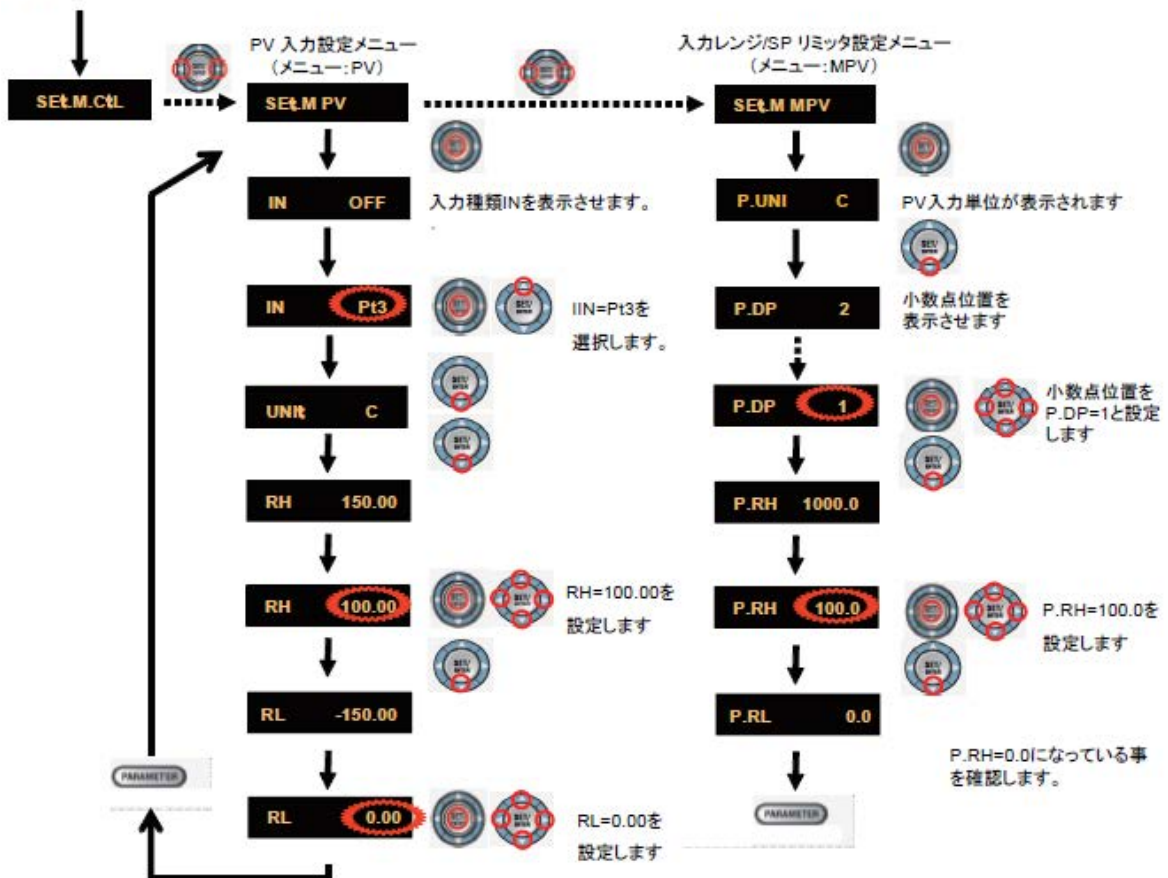 PV 入力設定メニュー
(メニュー:PV)
入力レンジ/SP リミッタ設定メニュー
(メニュー:MPV)
SEt.M.CtL
SEt.M PV
IN OFF
入力種類INを表示させます。
IN Pt3
IIN=Pt3を
選択します。
UNIt C
RH 150.00
RH 100.00
RH=100.00を
設定します
RL -150.00
RL 0.00
RL=0.00を
設定します
PARAMETER
SEt.M MPV
P.UNI C
PV入力単位が表示されます
SET/
ENTER
P.DP 2
小数点位置を
表示させます
P.DP 1
小数点位置を
P.DP=1と設定
します
P.RH 1000.0
P.RH 100.0
P.RH=100.0を
設定します
P.RL 0.0
P.RH=0.0になっている事
を確認します。
PARAMETER